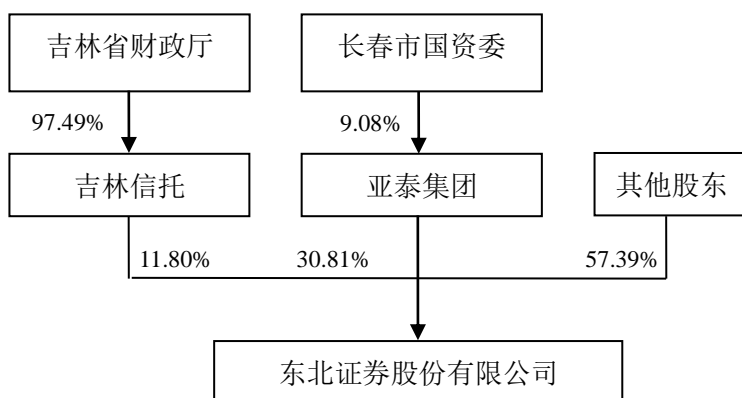 吉林省财政厅
长春市国资委
97.49%
9.08%
吉林信托
亚泰集团
其他股东
11.80%
30.81%
57.39%
东北证券股份有限公司